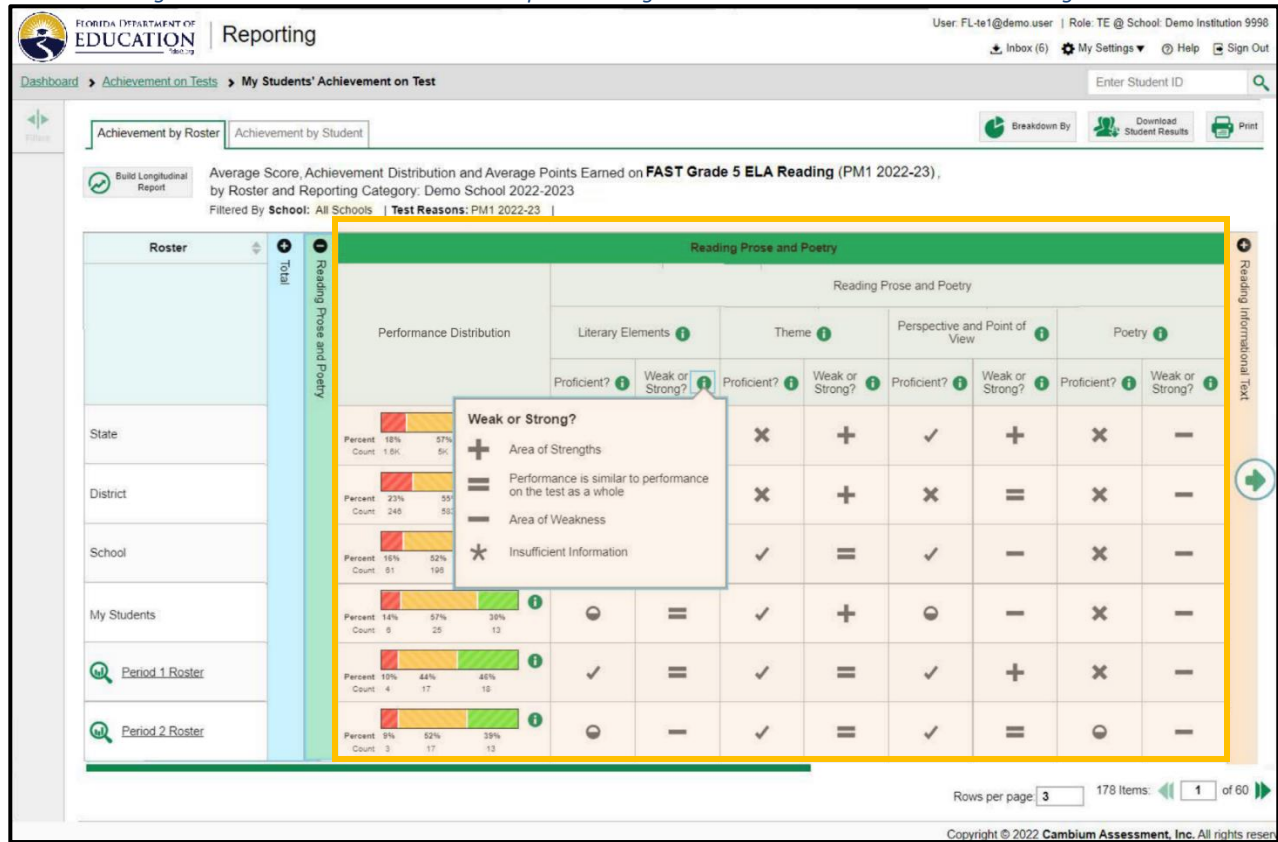 FLORIDA DEPARTMENT OF
EDUCATION
fldoe.org
Reporting
User: FL-te1@demo.user | Role: TE @ School: Demo Institution 9998
Inbox (6) My Settings ▼ Help Sign Out
Dashboard > Achievement on Tests > My Students' Achievement on Test
Enter Student ID
Filters
Achievement by Roster
Achievement by Student
Breakdown By
Download
Student Results
Print
Build Longitudinal
Report
Average Score, Achievement Distribution and Average Points Earned on FAST Grade 5 ELA Reading (PM1 2022-23),
by Roster and Reporting Category: Demo School 2022-2023
Filtered By School: All Schools | Test Reasons: PM1 2022-23 |
Roster
Total
Reading Prose and Poetry
Reading Prose and Poetry
Reading Informational Text
Reading Prose and Poetry
Performance Distribution
Literary Elements
Theme
Perspective and Point of
View
Poetry
Proficient? Weak or
Strong? Proficient? Weak or
Strong? Proficient? Weak or
Strong? Proficient? Weak or
Strong?
Weak or Strong?
+ Area of Strengths
= Performance is similar to performance
on the test as a whole
− Area of Weakness
* Insufficient Information
State
Percent 18% 57%
Count 1.6K 5K
District
Percent 23%
Count 248
School
Percent 16% 52%
Count 61 198
My Students
Percent 14% 57% 30%
Count 6 25 13
Period 1 Roster
Percent 10% 44% 46%
Count 4 17 18
Period 2 Roster
Percent 9% 52% 39%
Count 3 17 13
Rows per page: 3 178 Items: 1 of 60
Copyright © 2022 Cambium Assessment, Inc. All rights reser